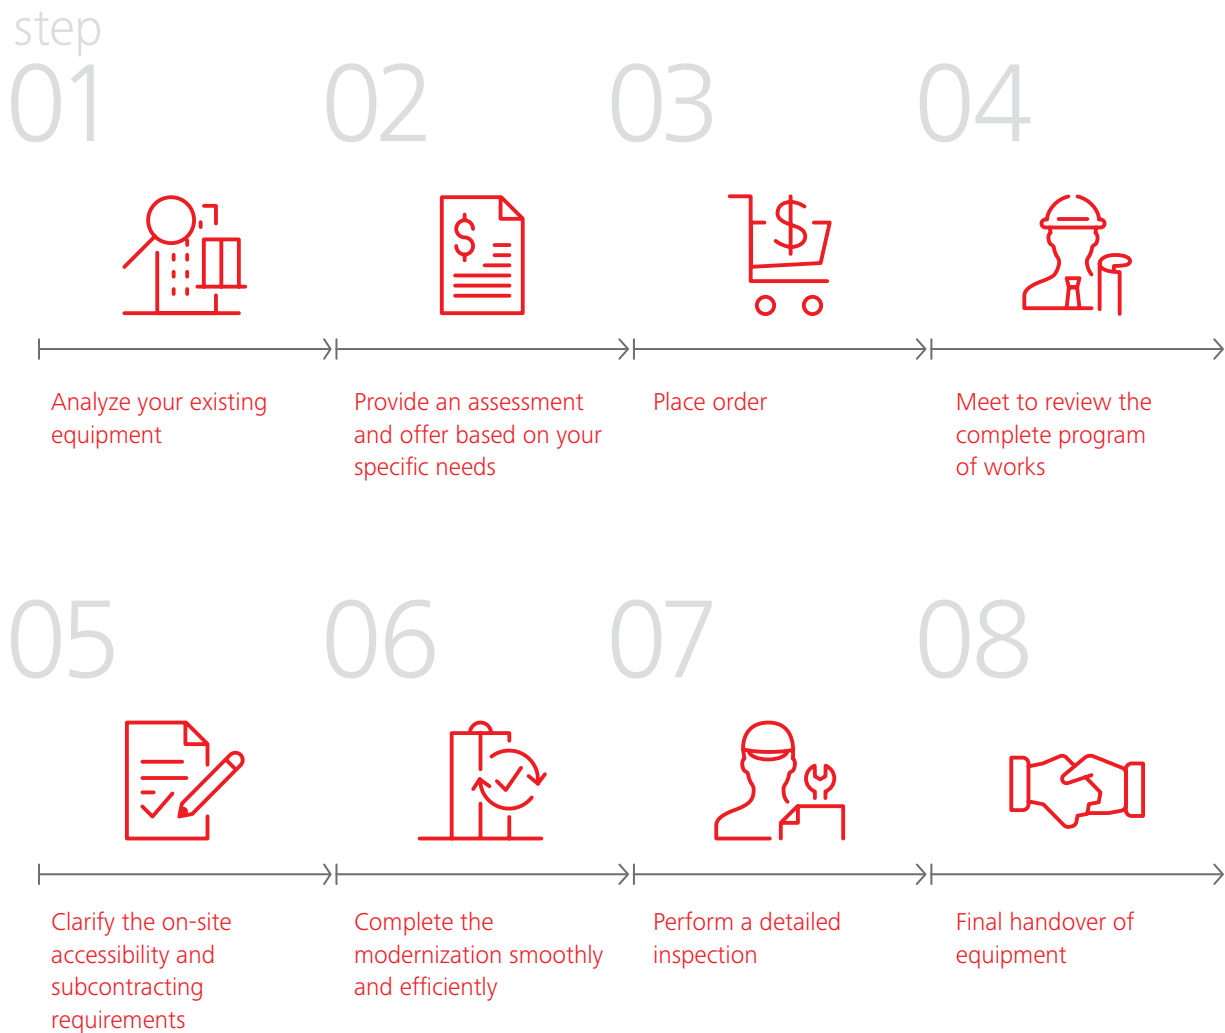 step
01
02
03
04
Analyze your existing
equipment
Provide an assessment
and offer based on your
specific needs
Place order
Meet to review the
complete program
of works
05
06
07
08
Clarify the on-site
accessibility and
subcontracting
requirements
Complete the
modernization smoothly
and efficiently
Perform a detailed
inspection
Final handover of
equipment